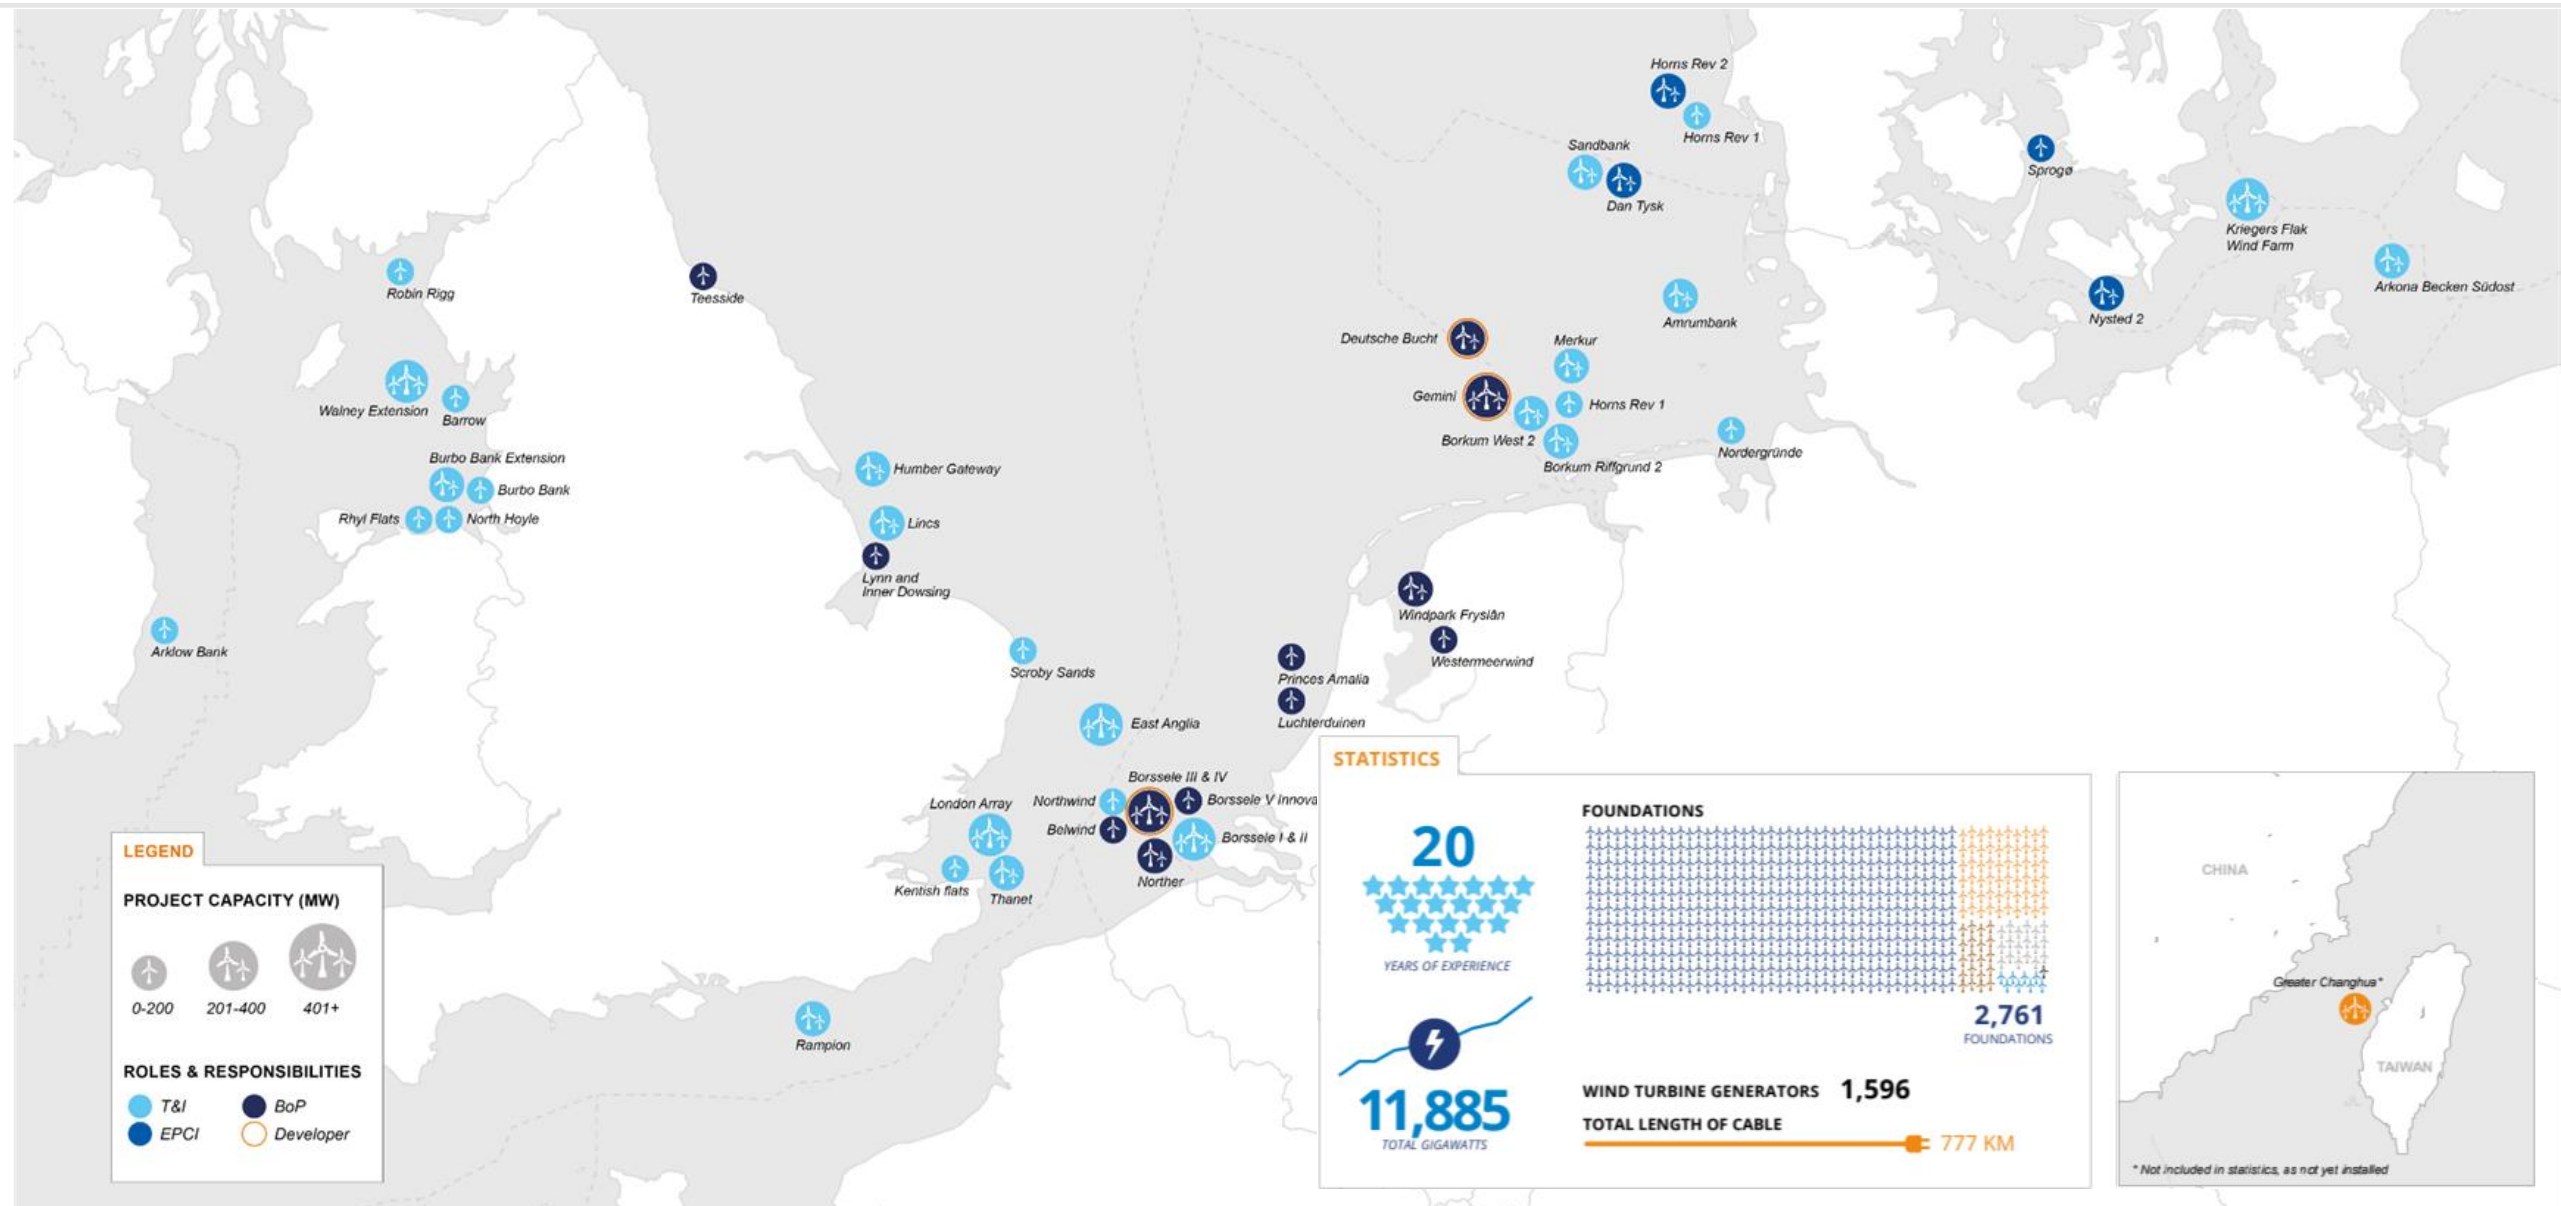 Horns Rev 2
Horns Rev 1
Sandbank
Dan Tysk
Sprogø
Kriegers Flak
Wind Farm
Arkona Becken Südost
Nysted 2
Robin Rigg
Teesside
Amrumbank
Deutsche Bucht
Merkur
Gemini
Horns Rev 1
Walney Extension
Barrow
Borkum West 2
Borkum Riffgrund 2
Nordergründe
Burbo Bank Extension
Burbo Bank
Humber Gateway
Rhyl Flats
North Hoyle
Lincs
Lynn and
Inner Dowsing
Windpark Fryslân
Westermeerwind
Arklow Bank
Scroby Sands
Princes Amalia
Luchterduinen
East Anglia
Borssele III & IV
Northwind
Borssele V Innova
London Array
Belwind
Borssele I & II
Norther
Kentish flats
Thanet
Rampion
LEGEND
PROJECT CAPACITY (MW)
0-200
201-400
401+
ROLES & RESPONSIBILITIES
T&I
BoP
EPCI
Developer
STATISTICS
20
YEARS OF EXPERIENCE
11,885
TOTAL GIGAWATTS
FOUNDATIONS
2,761
FOUNDATIONS
WIND TURBINE GENERATORS 1,596
TOTAL LENGTH OF CABLE
777 KM
CHINA
Greater Changhua*
TAIWAN
* Not included in statistics, as not yet installed